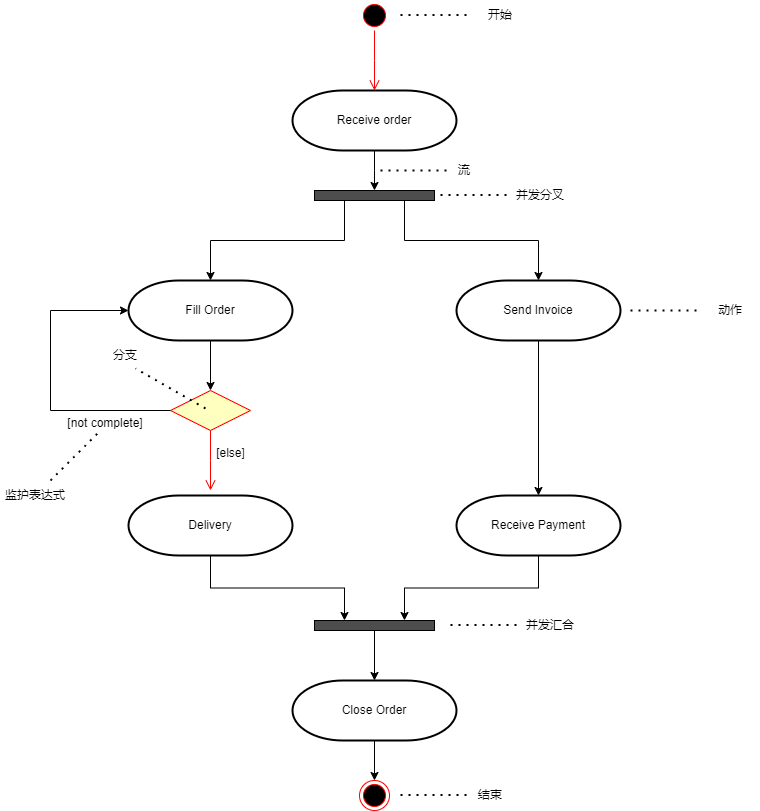 开始
Receive order
流
并发分叉
Fill Order
Send Invoice
动作
分支
[not complete]
[else]
监护表达式
Delivery
Receive Payment
并发汇合
Close Order
结束